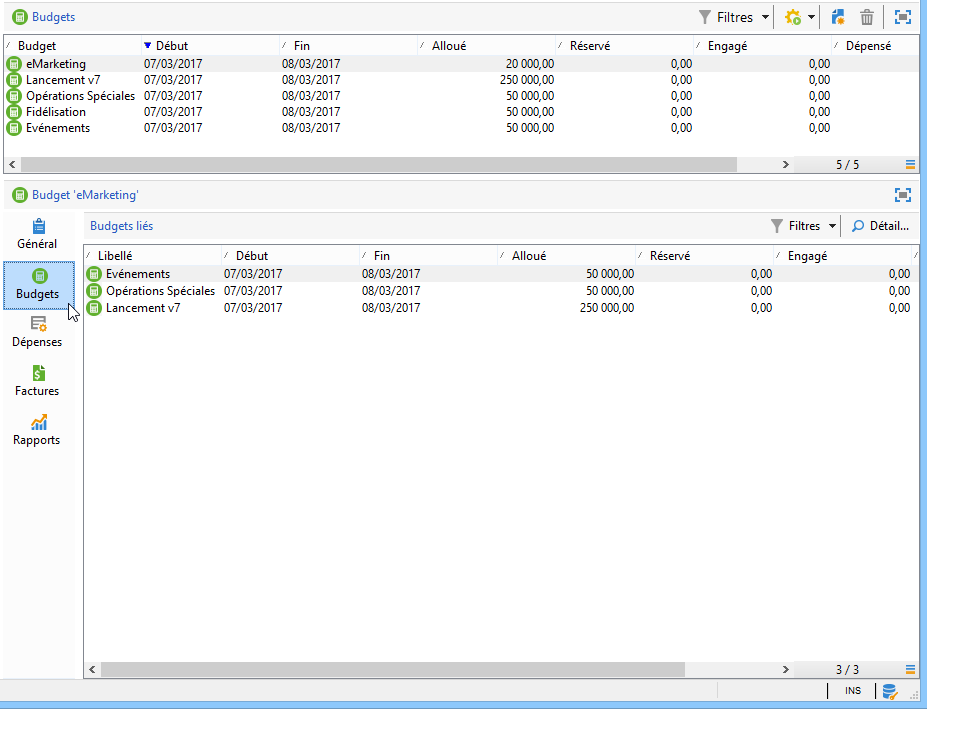 Budgets Filtres
Budget Début Fin Alloué Réservé Engagé Dépensé
eMarketing 07/03/2017 08/03/2017 20 000,00 0,00 0,00
Lancement v7 07/03/2017 08/03/2017 250 000,00 0,00 0,00
Opérations Spéciales 07/03/2017 08/03/2017 50 000,00 0,00 0,00
Fidélisation 07/03/2017 08/03/2017 50 000,00 0,00 0,00
Evénements 07/03/2017 08/03/2017 50 000,00 0,00 0,00
5 / 5
Budget 'eMarketing'
Général
Budgets
Dépenses
Factures
Rapports
Budgets liés Filtres Détail...
Libellé Début Fin Alloué Réservé Engagé
Evénements 07/03/2017 08/03/2017 50 000,00 0,00 0,00
Opérations Spéciales 07/03/2017 08/03/2017 50 000,00 0,00 0,00
Lancement v7 07/03/2017 08/03/2017 250 000,00 0,00 0,00
3 / 3
INS